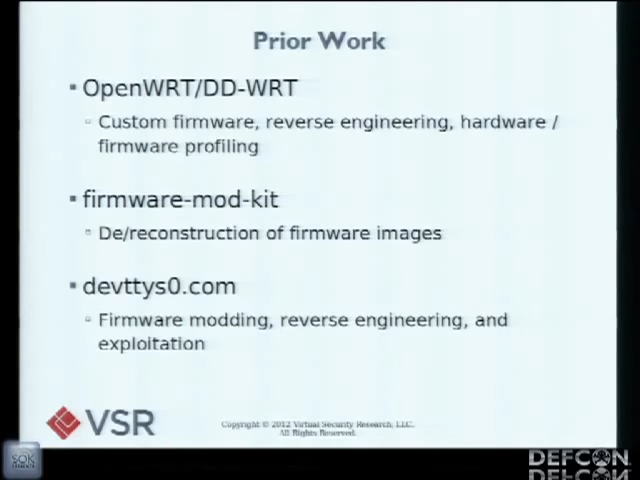 Prior Work
OpenWRT/DD-WRT
Custom firmware, reverse engineering, hardware /
firmware profiling
firmware-mod-kit
De/reconstruction of firmware images
devttys0.com
Firmware modding, reverse engineering, and
exploitation
VSR
Copyright © 2012 Virtual Security Research, LLC.
All Rights Reserved.
SOK
DEFCON